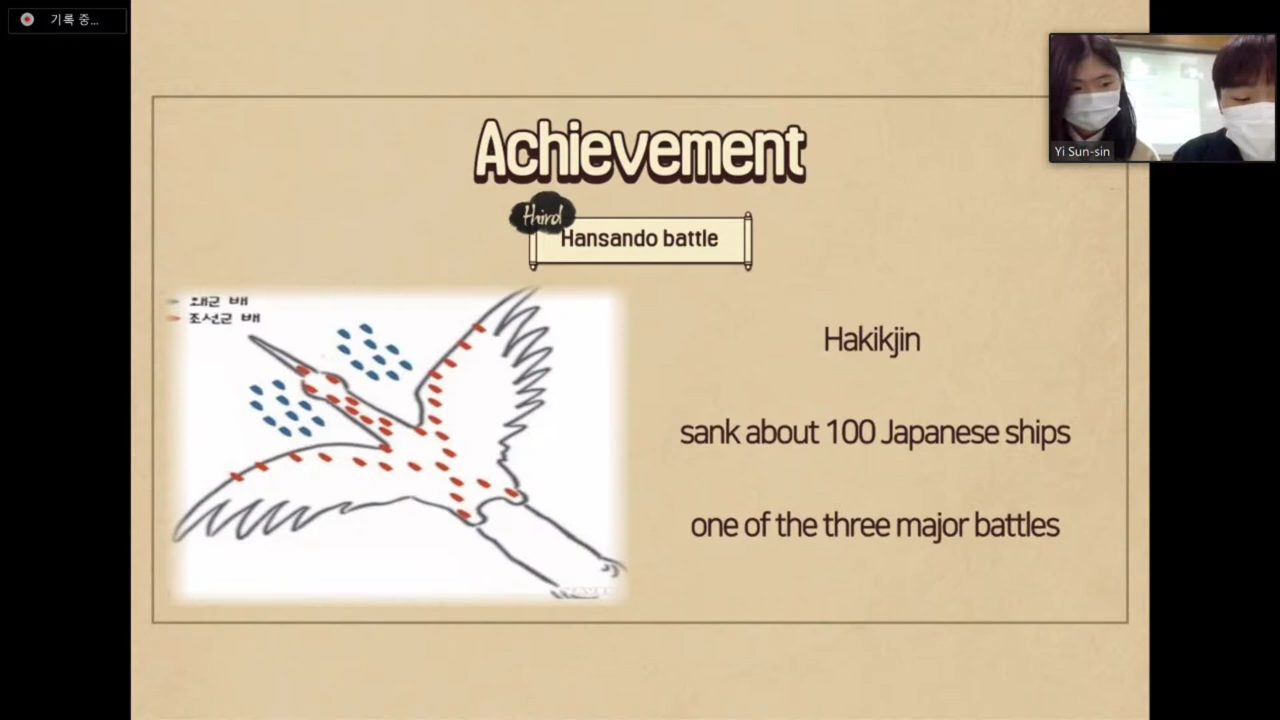 기록 중...
Achievement
third
Hansando battle
왜군 배
조선군 배
Hakikjin
sank about 100 Japanese ships
one of the three major battles
Yi Sun-sin